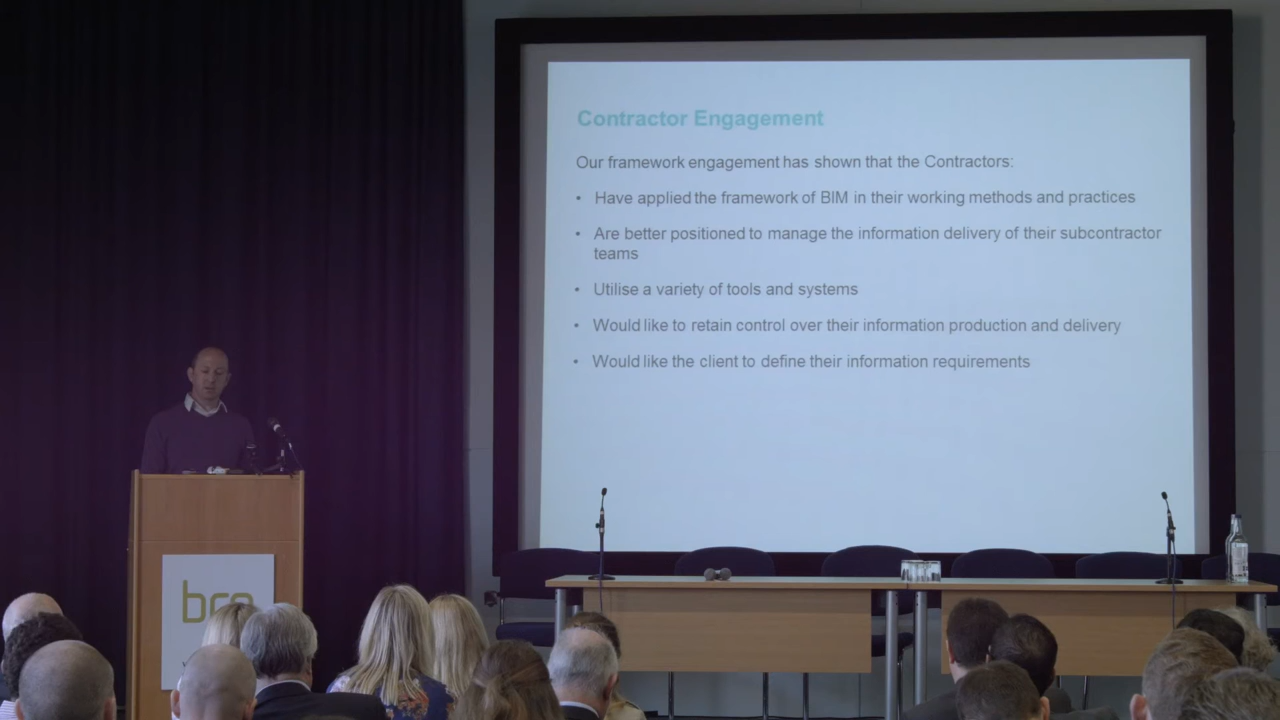 Contractor Engagement
Our framework engagement has shown that the Contractors:
• Have applied the framework of BIM in their working methods and practices
• Are better positioned to manage the information delivery of their subcontractor
teams
• Utilise a variety of tools and systems
• Would like to retain control over their information production and delivery
• Would like the client to define their information requirements
bre